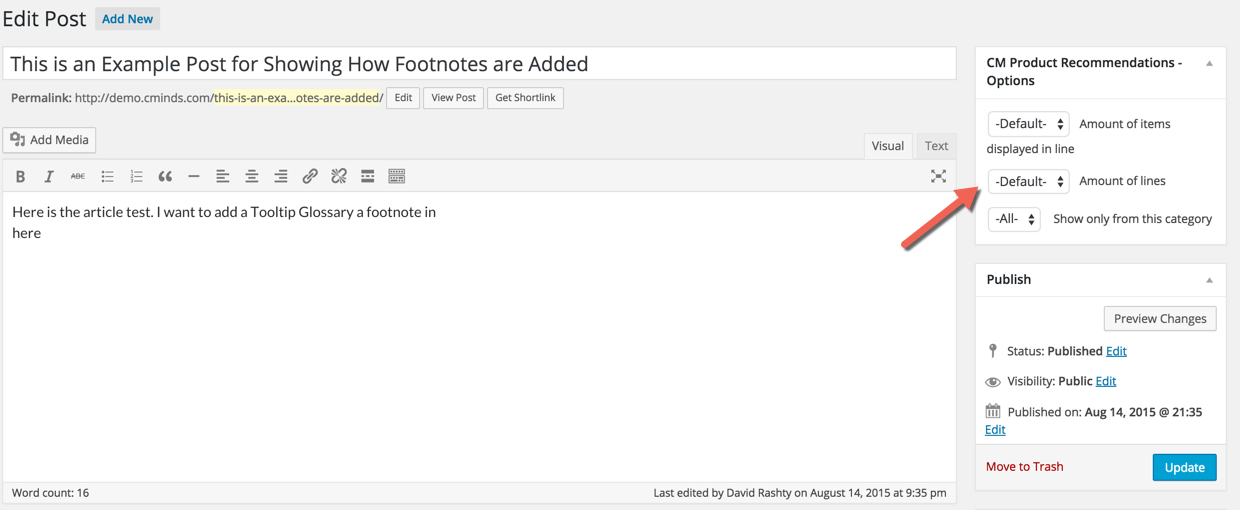 Edit Post Add New
This is an Example Post for Showing How Footnotes are Added
Permalink: http://demo.cminds.com/this-is-an-exa...otes-are-added/ Edit View Post Get Shortlink
Add Media
Visual Text
B I ABC
Here is the article test. I want to add a Tooltip Glossary a footnote in
here
Word count: 16
Last edited by David Rashty on August 14, 2015 at 9:35 pm
CM Product Recommendations -
Options
-Default- Amount of items
displayed in line
-Default- Amount of lines
-All- Show only from this category
Publish
Preview Changes
Status: Published Edit
Visibility: Public Edit
Published on: Aug 14, 2015 @ 21:35
Edit
Move to Trash Update